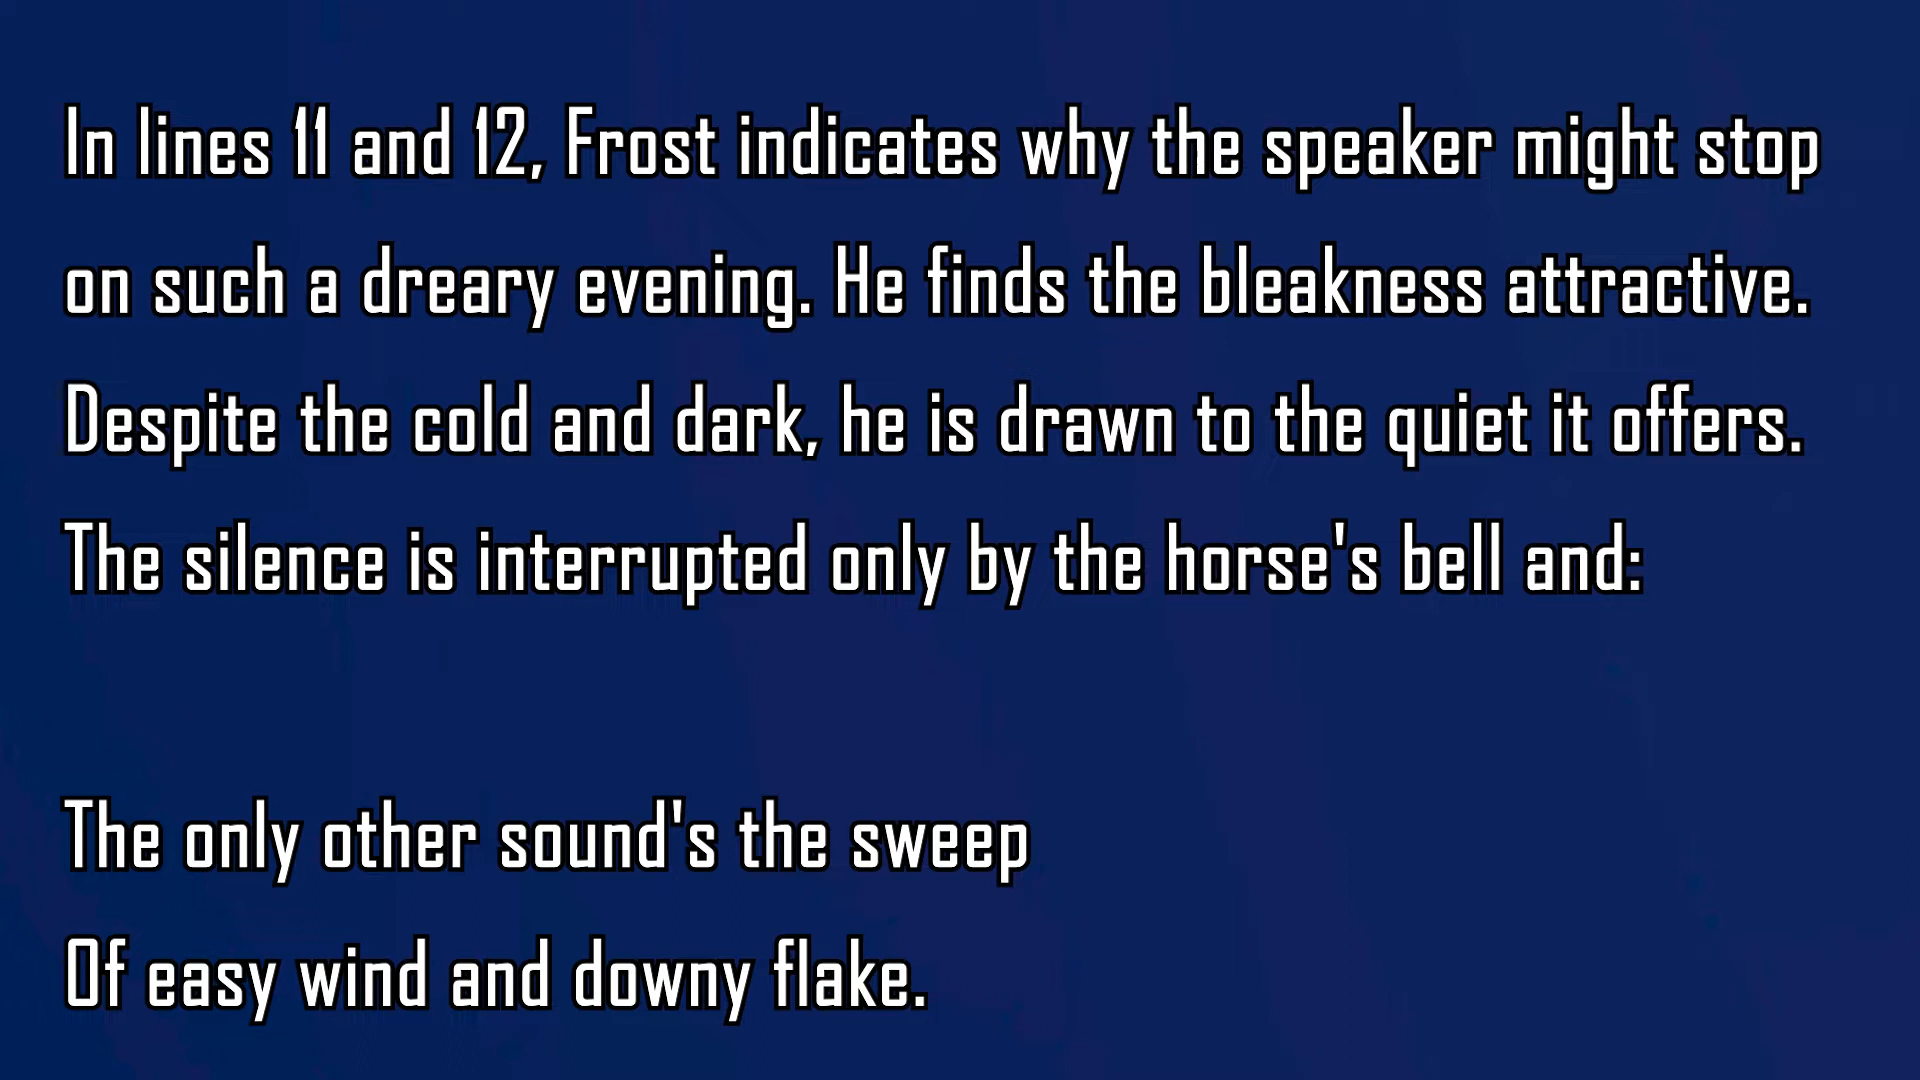 In lines 11 and 12, Frost indicates why the speaker might stop
on such a dreary evening. He finds the bleakness attractive.
Despite the cold and dark, he is drawn to the quiet it offers.
The silence is interrupted only by the horse's bell and:
The only other sound's the sweep
Of easy wind and downy flake.